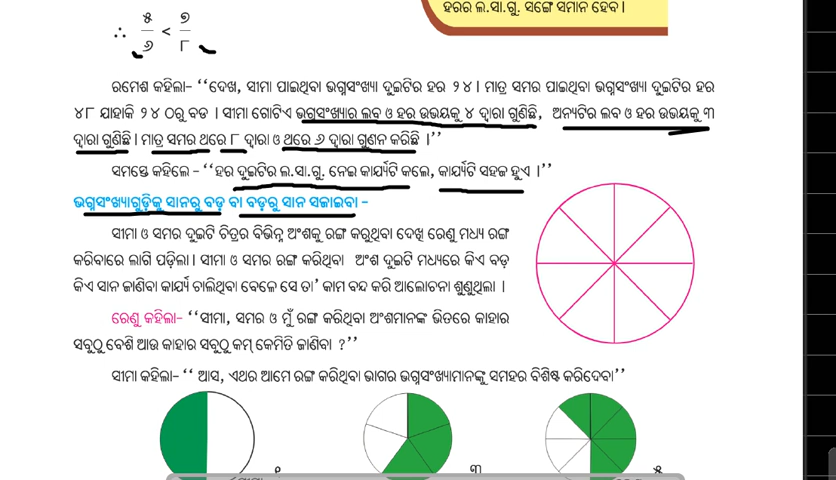 ହରର ଲ.ସା.ଗୁ. ସଙ୍ଗେ ସମାନ ହେବ।
∴ ୫/୬ < ୭/୮
ରମେଶ କହିଲା- ‘‘ଦେଖ, ସୀମା ପାଇଥିବା ଭଗ୍ନସଂଖ୍ୟା ଦୁଇଟିର ହର ୨୪। ମାତ୍ର ସମର ପାଇଥିବା ଭଗ୍ନସଂଖ୍ୟା ଦୁଇଟିର ହର
୪୮ ଯାହାକି ୨୪ ଠରୁ ବଡ । ସୀମା ଗୋଟିଏ ଭଗ୍ନସଂଖ୍ୟାର ଲବ ଓ ହର ଉଭୟକୁ ୪ ଦ୍ୱାରା ଗୁଣିଛି, ଅନ୍ୟଟିର ଲବ ଓ ହର ଉଭୟକୁ ୩
ଦ୍ୱାରା ଗୁଣିଛି। ମାତ୍ର ସମର ଥରେ ୮ ଦ୍ୱାରା ଓ ଥରେ ୬ ଦ୍ୱାରା ଗୁଣନ କରିଛି ।’’
ସମସ୍ତେ କହିଲେ - ‘‘ହର ଦୁଇଟିର ଲ.ସା.ଗୁ. ନେଇ କାର୍ଯ୍ୟଟି କଲେ, କାର୍ଯ୍ୟଟି ସହଜ ହୁଏ ।’’
ଭଗ୍ନସଂଖ୍ୟାଗୁଡ଼ିକୁ ସାନରୁ ବଡ଼ ବା ବଡ଼ରୁ ସାନ ସଜାଇବା -
ସୀମା ଓ ସମର ଦୁଇଟି ଚିତ୍ରର ବିଭିନ୍ନ ଅଂଶକୁ ରଙ୍ଗ କରୁଥିବା ଦେଖି ରେଣୁ ମଧ୍ୟ ରଙ୍ଗ
କରିବାରେ ଲାଗି ପଡ଼ିଲା। ସୀମା ଓ ସମର ରଙ୍ଗ କରିଥିବା ଅଂଶ ଦୁଇଟି ମଧ୍ୟରେ କିଏ ବଡ଼
କିଏ ସାନ ଜାଣିବା କାର୍ଯ୍ୟ ଚାଲିଥିବା ବେଳେ ସେ ତା’ କାମ ବନ୍ଦ କରି ଆଲୋଚନା ଶୁଣୁଥିଲା ।
ରେଣୁ କହିଲା- ‘‘ସୀମା, ସମର ଓ ମୁଁ ରଙ୍ଗ କରିଥିବା ଅଂଶମାନଙ୍କ ଭିତରେ କାହାର
ସବୁଠୁ ବେଶି ଆଉ କାହାର ସବୁଠୁ କମ୍ କେମିତି ଜାଣିବା ?’’
ସୀମା କହିଲା- ‘‘ ଆସ, ଏଥର ଆମେ ରଙ୍ଗ କରିଥିବା ଭାଗର ଭଗ୍ନସଂଖ୍ୟାମାନଙ୍କୁ ସମହର ବିଶିଷ୍ଟ କରିଦେବା’’
୧ ୩ ୫